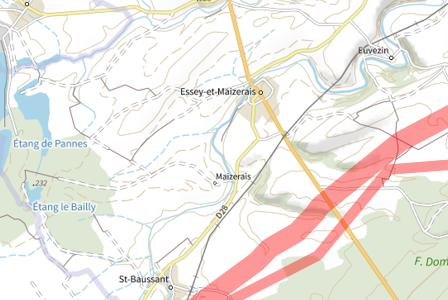 Euvezin
Essey-et-Maizerais
Étang de Pannes
Maizerais
.232
Étang le Bailly
D28
St-Baussant
F. Dom